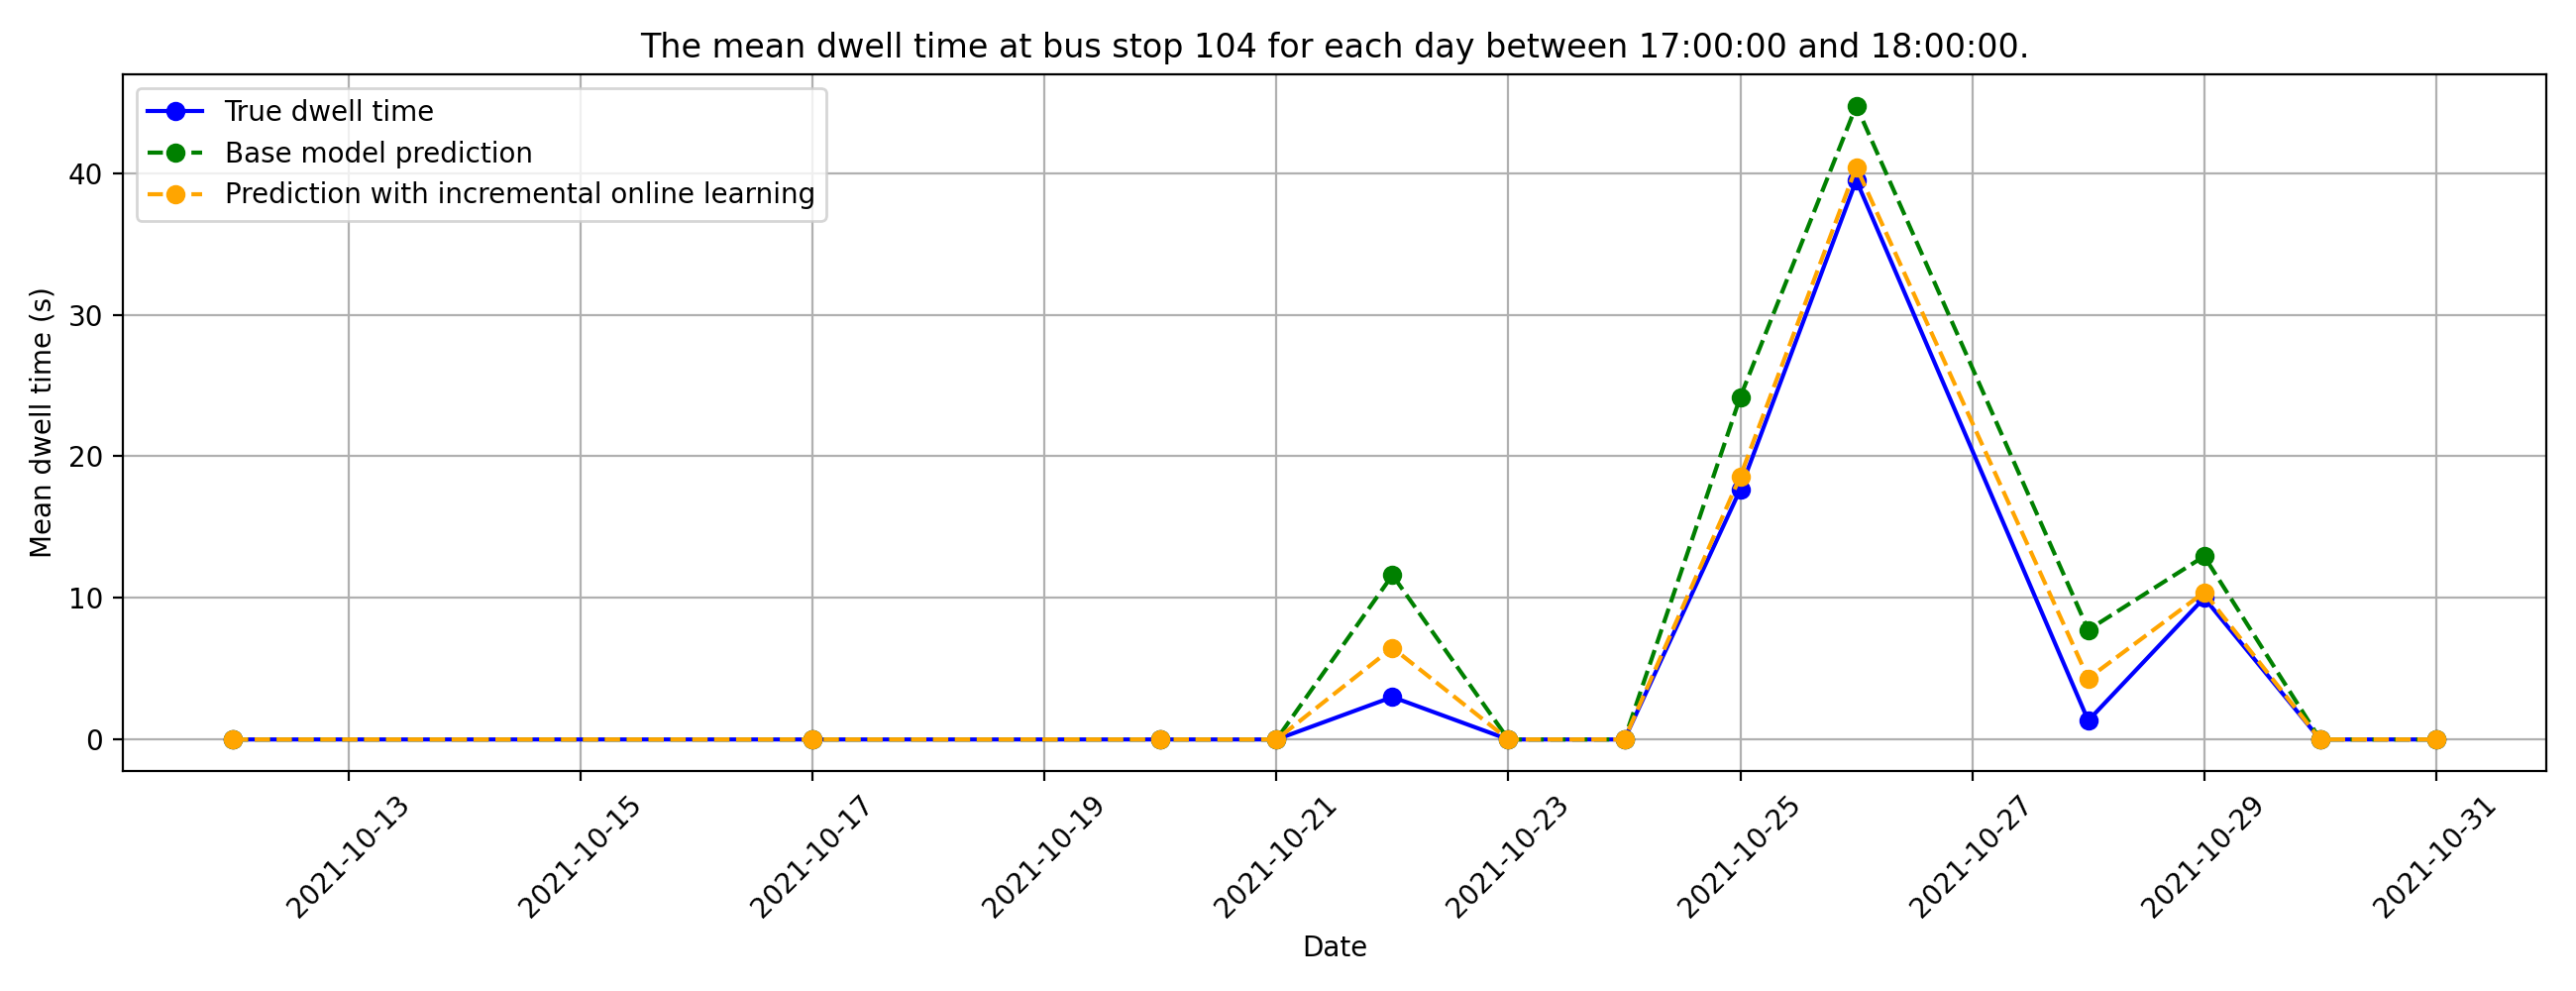 The mean dwell time at bus stop 104 for each day between 17:00:00 and 18:00:00.
True dwell time
Base model prediction
Prediction with incremental online learning
Mean dwell time (s)
40
30
20
10
0
2021-10-13
2021-10-15
2021-10-17
2021-10-19
2021-10-21
2021-10-23
2021-10-25
2021-10-27
2021-10-29
2021-10-31
Date